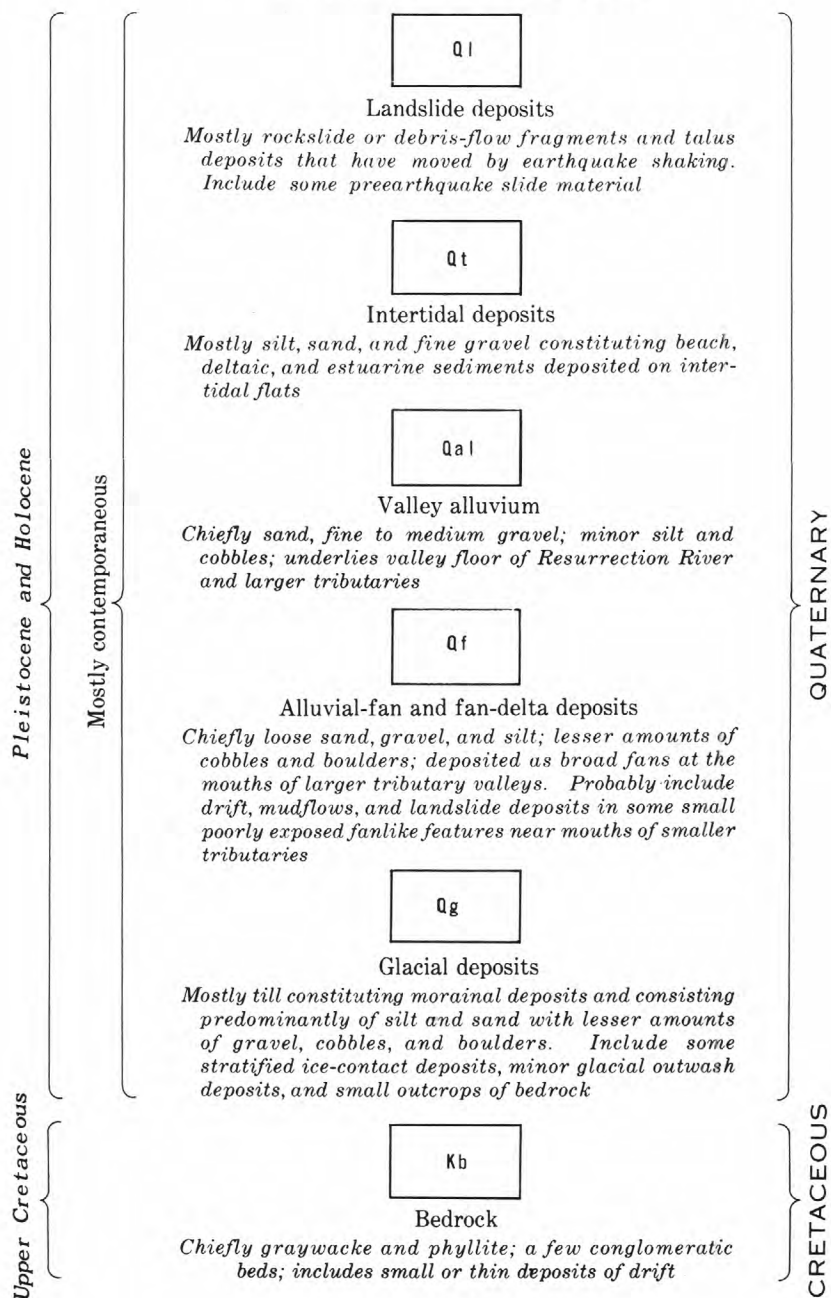 Ql
Landslide deposits
Mostly rockslide or debris-flow fragments and talus
deposits that have moved by earthquake shaking.
Include some preearthquake slide material
Qt
Intertidal deposits
Mostly silt, sand, and fine gravel constituting beach,
deltaic, and estuarine sediments deposited on inter-
tidal flats
Qal
Valley alluvium
Chiefly sand, fine to medium gravel; minor silt and
cobbles; underlies valley floor of Resurrection River
and larger tributaries
Qf
Alluvial-fan and fan-delta deposits
Chiefly loose sand, gravel, and silt; lesser amounts of
cobbles and boulders; deposited as broad fans at the
mouths of larger tributary valleys. Probably include
drift, mudflows, and landslide deposits in some small
poorly exposed fanlike features near mouths of smaller
tributaries
Qg
Glacial deposits
Mostly till constituting morainal deposits and consisting
predominantly of silt and sand with lesser amounts
of gravel, cobbles, and boulders. Include some
stratified ice-contact deposits, minor glacial outwash
deposits, and small outcrops of bedrock
Mostly contemporaneous
Pleistocene and Holocene
QUATERNARY
Kb
Bedrock
Chiefly graywacke and phyllite; a few conglomeratic
beds; includes small or thin deposits of drift
Upper Cretaceous
CRETACEOUS